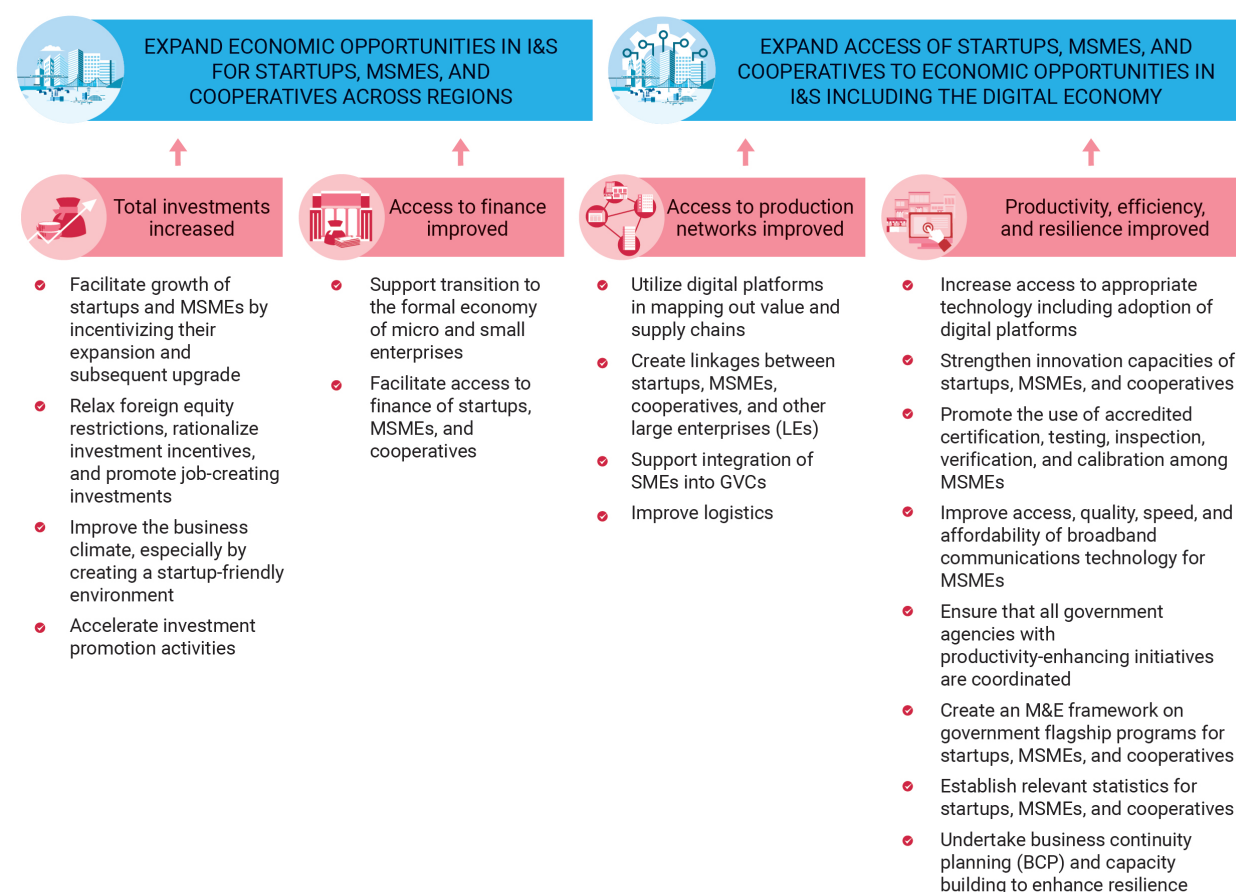 EXPAND ECONOMIC OPPORTUNITIES IN I&S
FOR STARTUPS, MSMES, AND
COOPERATIVES ACROSS REGIONS
EXPAND ACCESS OF STARTUPS, MSMES, AND
COOPERATIVES TO ECONOMIC OPPORTUNITIES IN
I&S INCLUDING THE DIGITAL ECONOMY
Total investments
increased
Facilitate growth of
startups and MSMEs by
incentivizing their
expansion and
subsequent upgrade
Relax foreign equity
restrictions, rationalize
investment incentives,
and promote job-creating
investments
Improve the business
climate, especially by
creating a startup-friendly
environment
Accelerate investment
promotion activities
Access to finance
improved
Support transition to
the formal economy
of micro and small
enterprises
Facilitate access to
finance of startups,
MSMEs, and
cooperatives
Access to production
networks improved
Utilize digital platforms
in mapping out value and
supply chains
Create linkages between
startups, MSMEs,
cooperatives, and other
large enterprises (LEs)
Support integration of
SMEs into GVCs
Improve logistics
Productivity, efficiency,
and resilience improved
Increase access to appropriate
technology including adoption of
digital platforms
Strengthen innovation capacities of
startups, MSMEs, and cooperatives
Promote the use of accredited
certification, testing, inspection,
verification, and calibration among
MSMEs
Improve access, quality, speed, and
affordability of broadband
communications technology for
MSMEs
Ensure that all government
agencies with
productivity-enhancing initiatives
are coordinated
Create an M&E framework on
government flagship programs for
startups, MSMEs, and cooperatives
Establish relevant statistics for
startups, MSMEs, and cooperatives
Undertake business continuity
planning (BCP) and capacity
building to enhance resilience